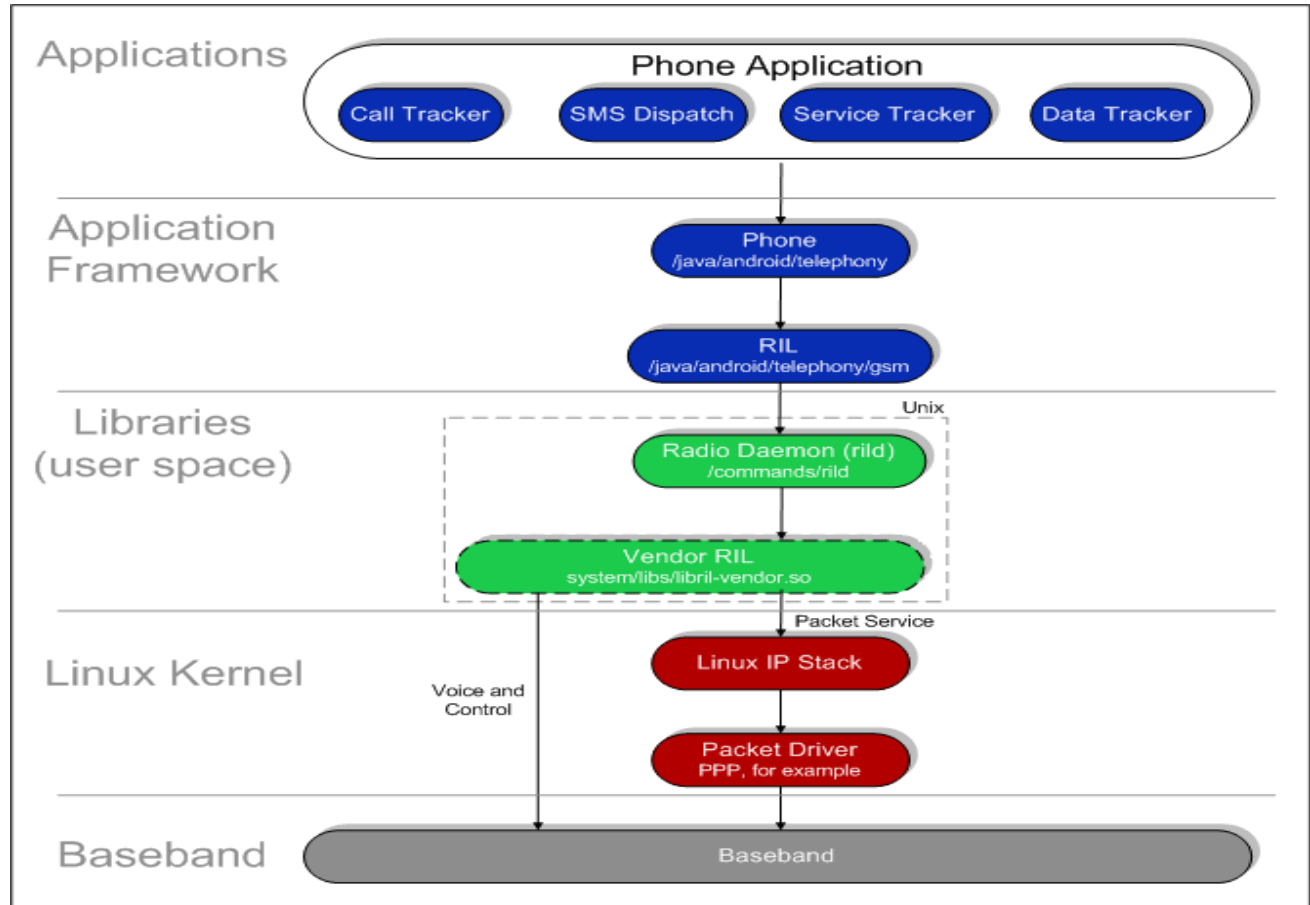 Applications
Phone Application
Call Tracker
SMS Dispatch
Service Tracker
Data Tracker
Application
Framework
Phone
/java/android/telephony
RIL
/java/android/telephony/gsm
Libraries
(user space)
Unix
Radio Daemon (rild)
/commands/rild
Vendor RIL
system/libs/libril-vendor.so
Packet Service
Linux Kernel
Linux IP Stack
Voice and
Control
Packet Driver
PPP, for example
Baseband
Baseband